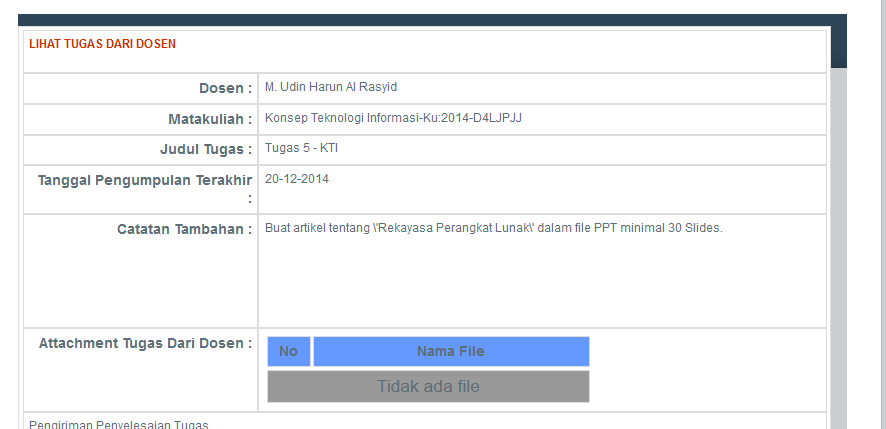 LIHAT TUGAS DARI DOSEN
Dosen : M. Udin Harun Al Rasyid
Matakuliah : Konsep Teknologi Informasi-Ku:2014-D4LJPJJ
Judul Tugas : Tugas 5 - KTI
Tanggal Pengumpulan Terakhir : 20-12-2014
Catatan Tambahan : Buat artikel tentang \'Rekayasa Perangkat Lunak\' dalam file PPT minimal 30 Slides.
Attachment Tugas Dari Dosen :
No Nama File
Tidak ada file
Pengiriman Penyelesaian Tugas